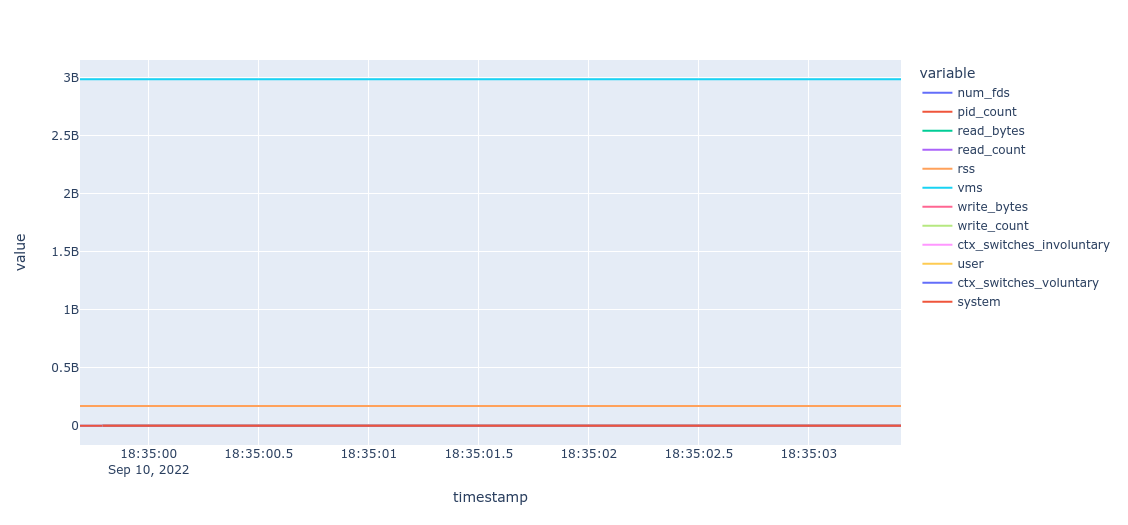 variable
num_fds
pid_count
read_bytes
read_count
rss
vms
write_bytes
write_count
ctx_switches_involuntary
user
ctx_switches_voluntary
system
value
3B
2.5B
2B
1.5B
1B
0.5B
0
18:35:00 18:35:00.5 18:35:01 18:35:01.5 18:35:02 18:35:02.5 18:35:03
Sep 10, 2022
timestamp